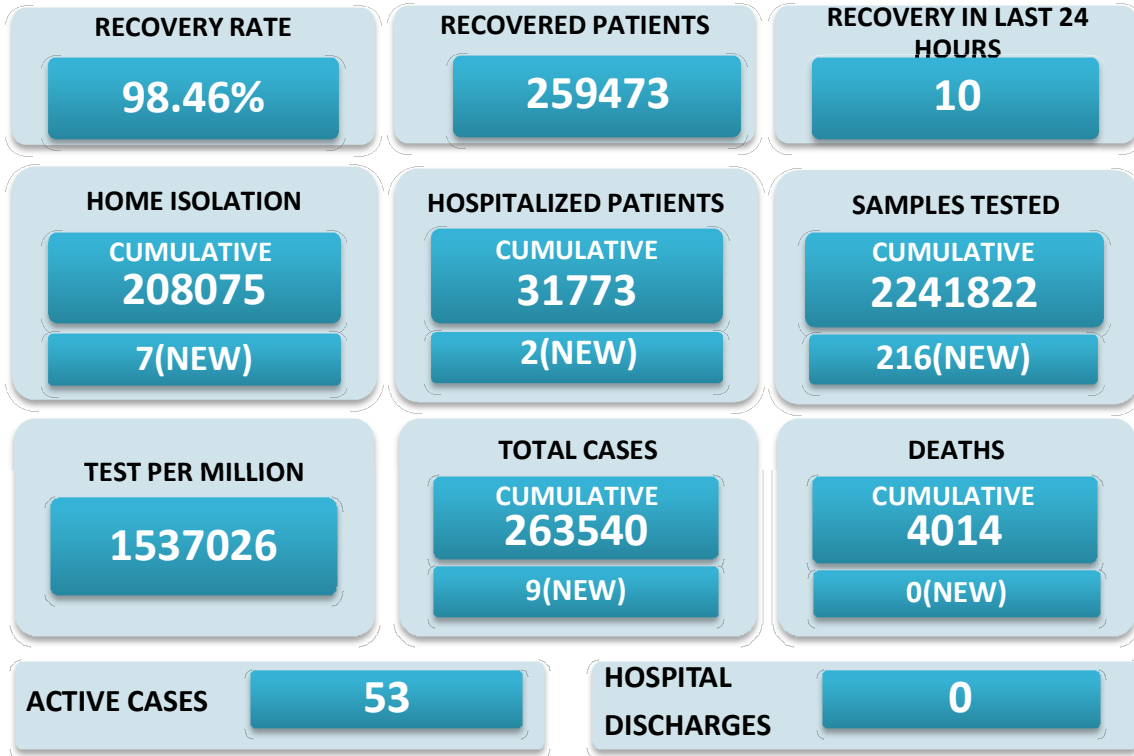 RECOVERY RATE
98.46%
RECOVERED PATIENTS
259473
RECOVERY IN LAST 24
HOURS
10
HOME ISOLATION
CUMULATIVE
208075
7(NEW)
HOSPITALIZED PATIENTS
CUMULATIVE
31773
2(NEW)
SAMPLES TESTED
CUMULATIVE
2241822
216(NEW)
TEST PER MILLION
1537026
TOTAL CASES
CUMULATIVE
263540
9(NEW)
DEATHS
CUMULATIVE
4014
0(NEW)
ACTIVE CASES
53
HOSPITAL
DISCHARGES
0